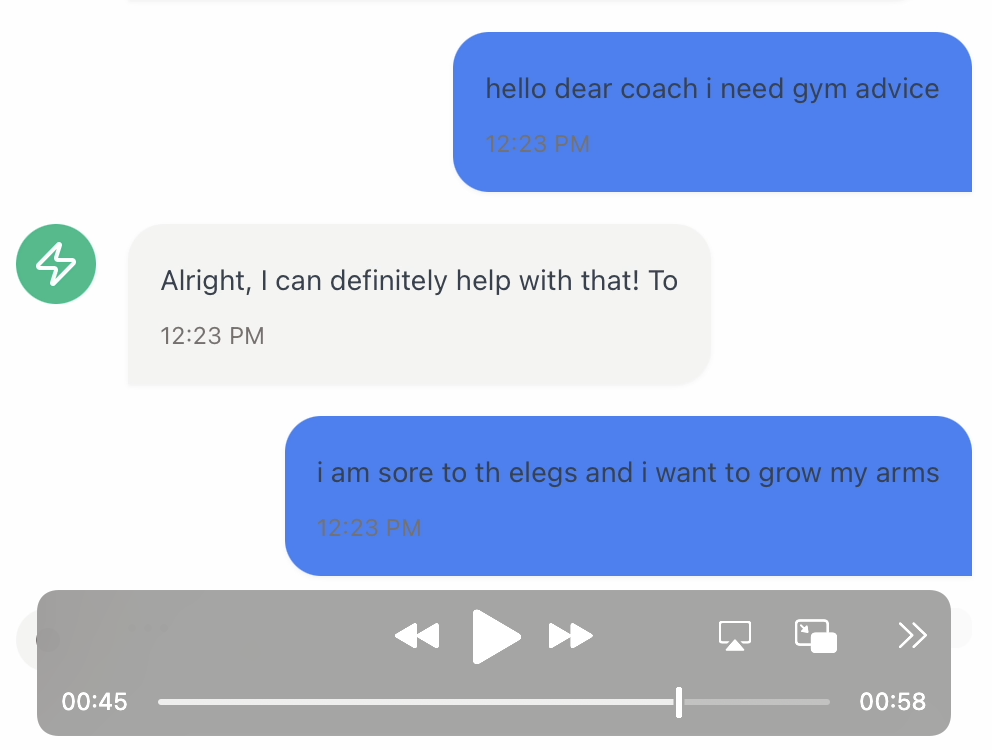 hello dear coach i need gym advice
12:23 PM
Alright, I can definitely help with that! To
12:23 PM
i am sore to th elegs and i want to grow my arms
12:23 PM
00:45
00:58